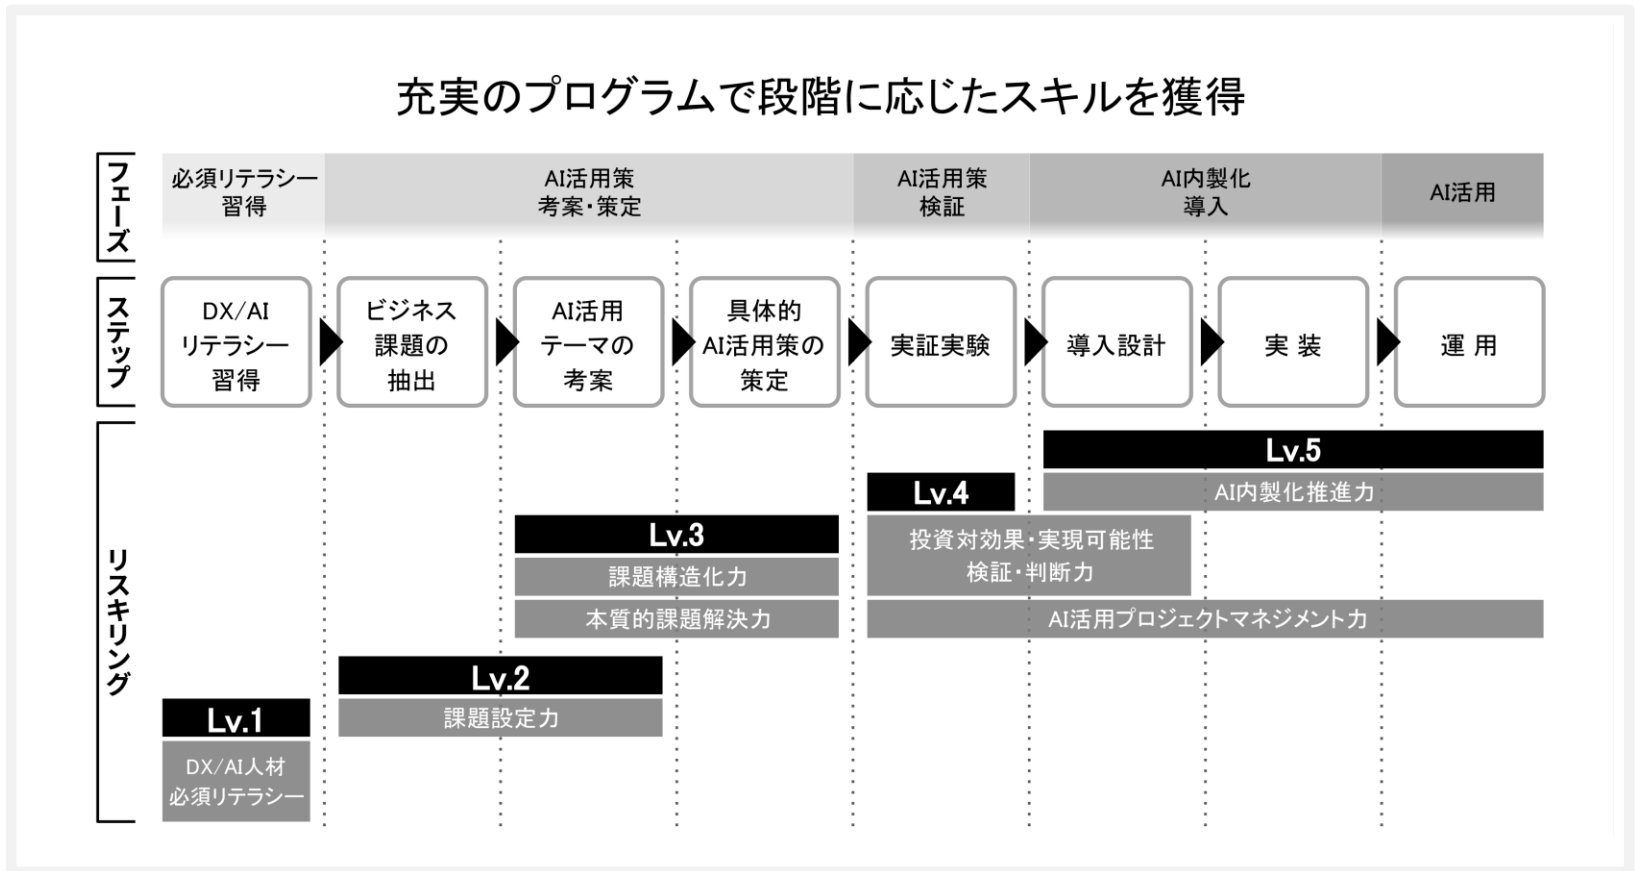 充実のプログラムで段階に応じたスキルを獲得
フェーズ
必須リテラシー
習得
AI活用策
考案・策定
AI活用策
検証
AI内製化
導入
AI活用
ステップ
DX/AI
リテラシー
習得
ビジネス
課題の
抽出
AI活用
テーマの
考案
具体的
AI活用策の
策定
実証実験
導入設計
実 装
運 用
リスキリング
Lv.5
AI内製化推進力
Lv.4
投資対効果・実現可能性
検証・判断力
AI活用プロジェクトマネジメント力
Lv.3
課題構造化力
本質的課題解決力
Lv.2
課題設定力
Lv.1
DX/AI人材
必須リテラシー